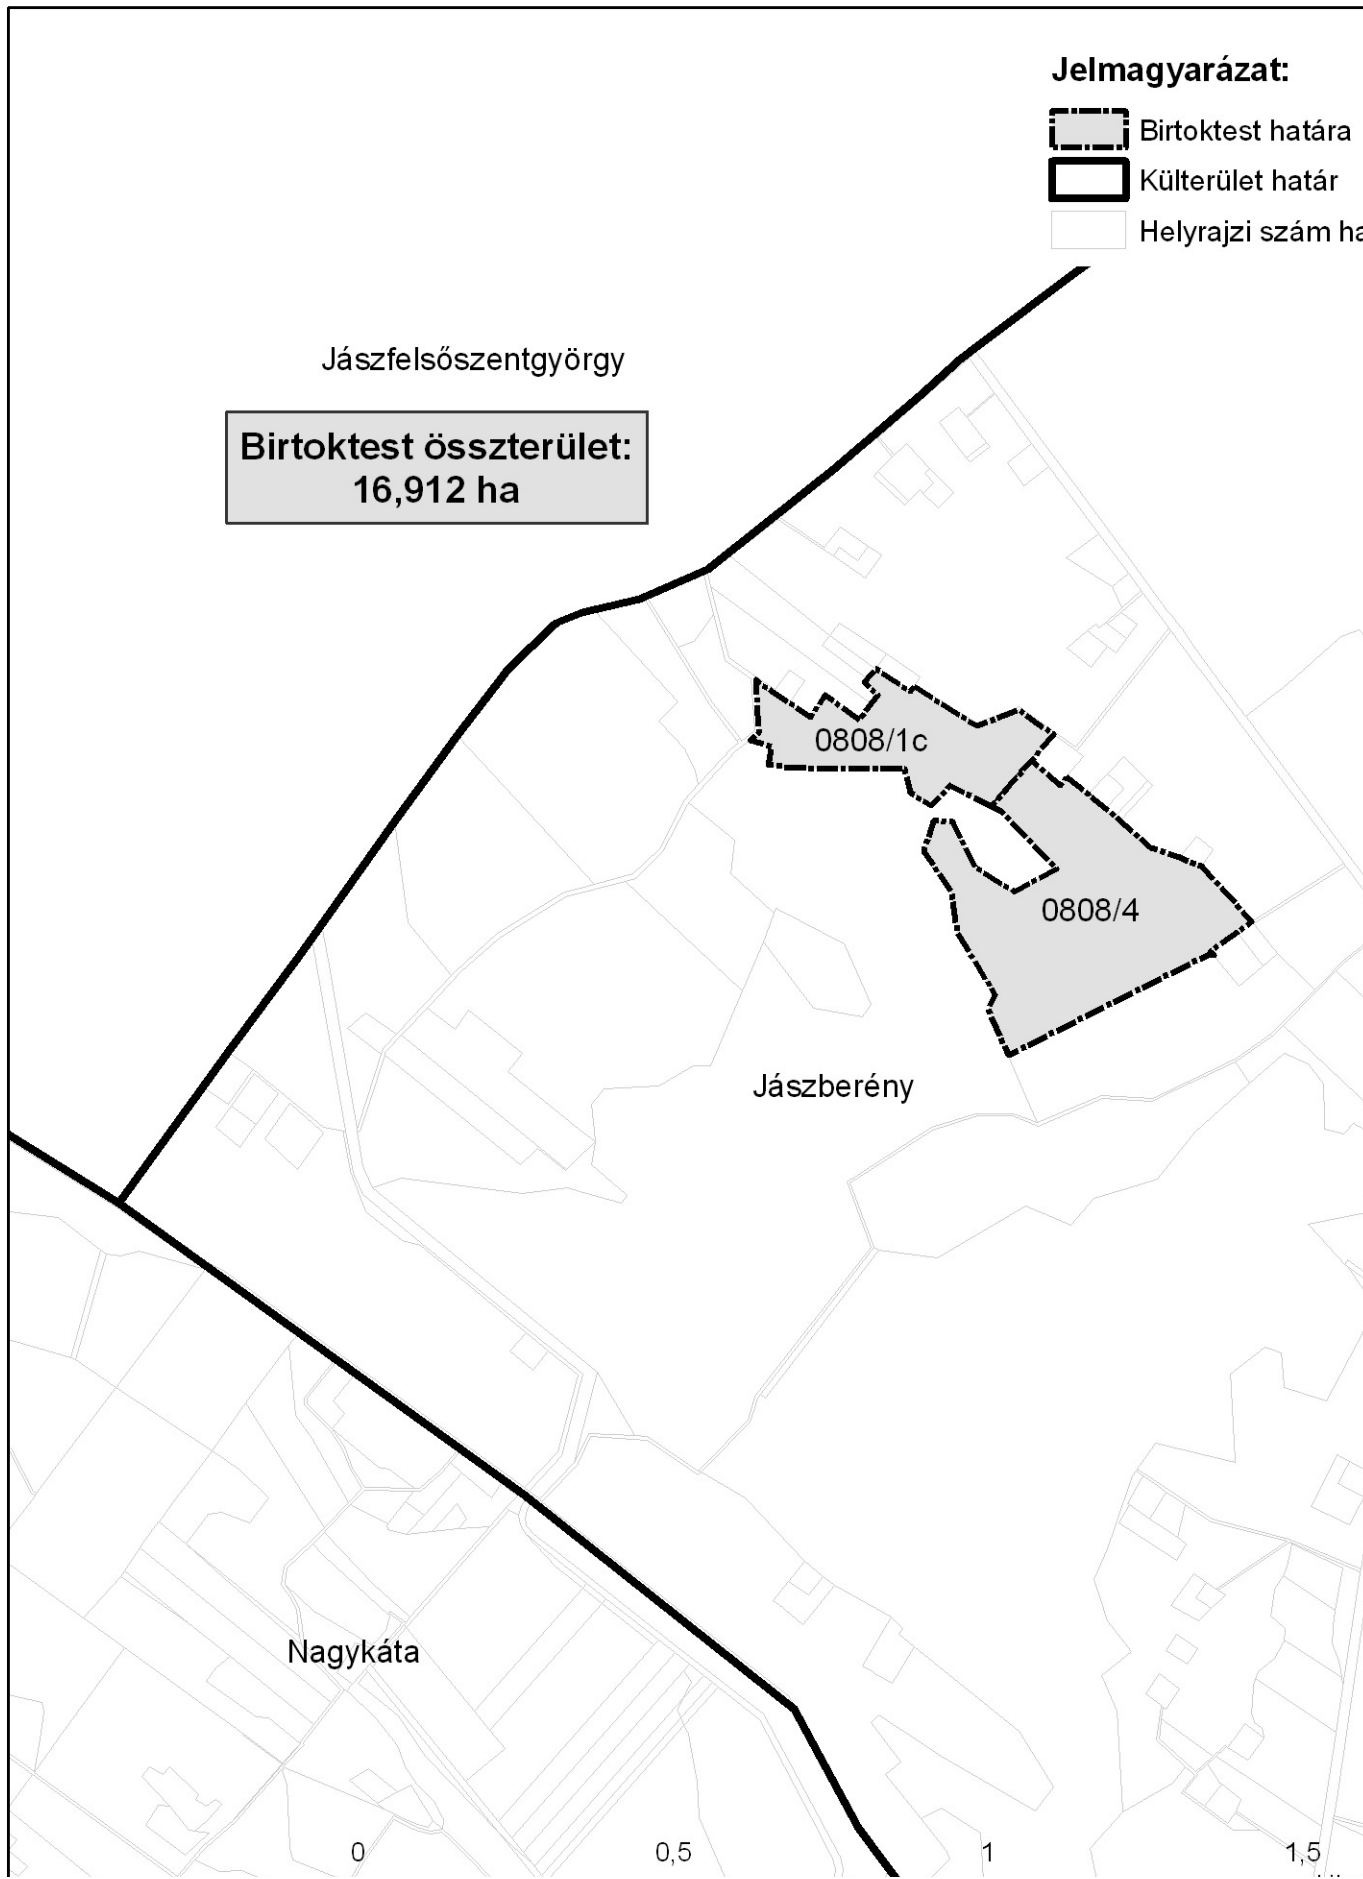 Jelmagyarázat:
Birtoktest határa
Külterület határ
Helyrajzi szám
Jászfelsőszentgyörgy
Birtoktest összterület:
16,912 ha
0808/1c
0808/4
Jászberény
Nagykáta
0 0,5 1 1,5